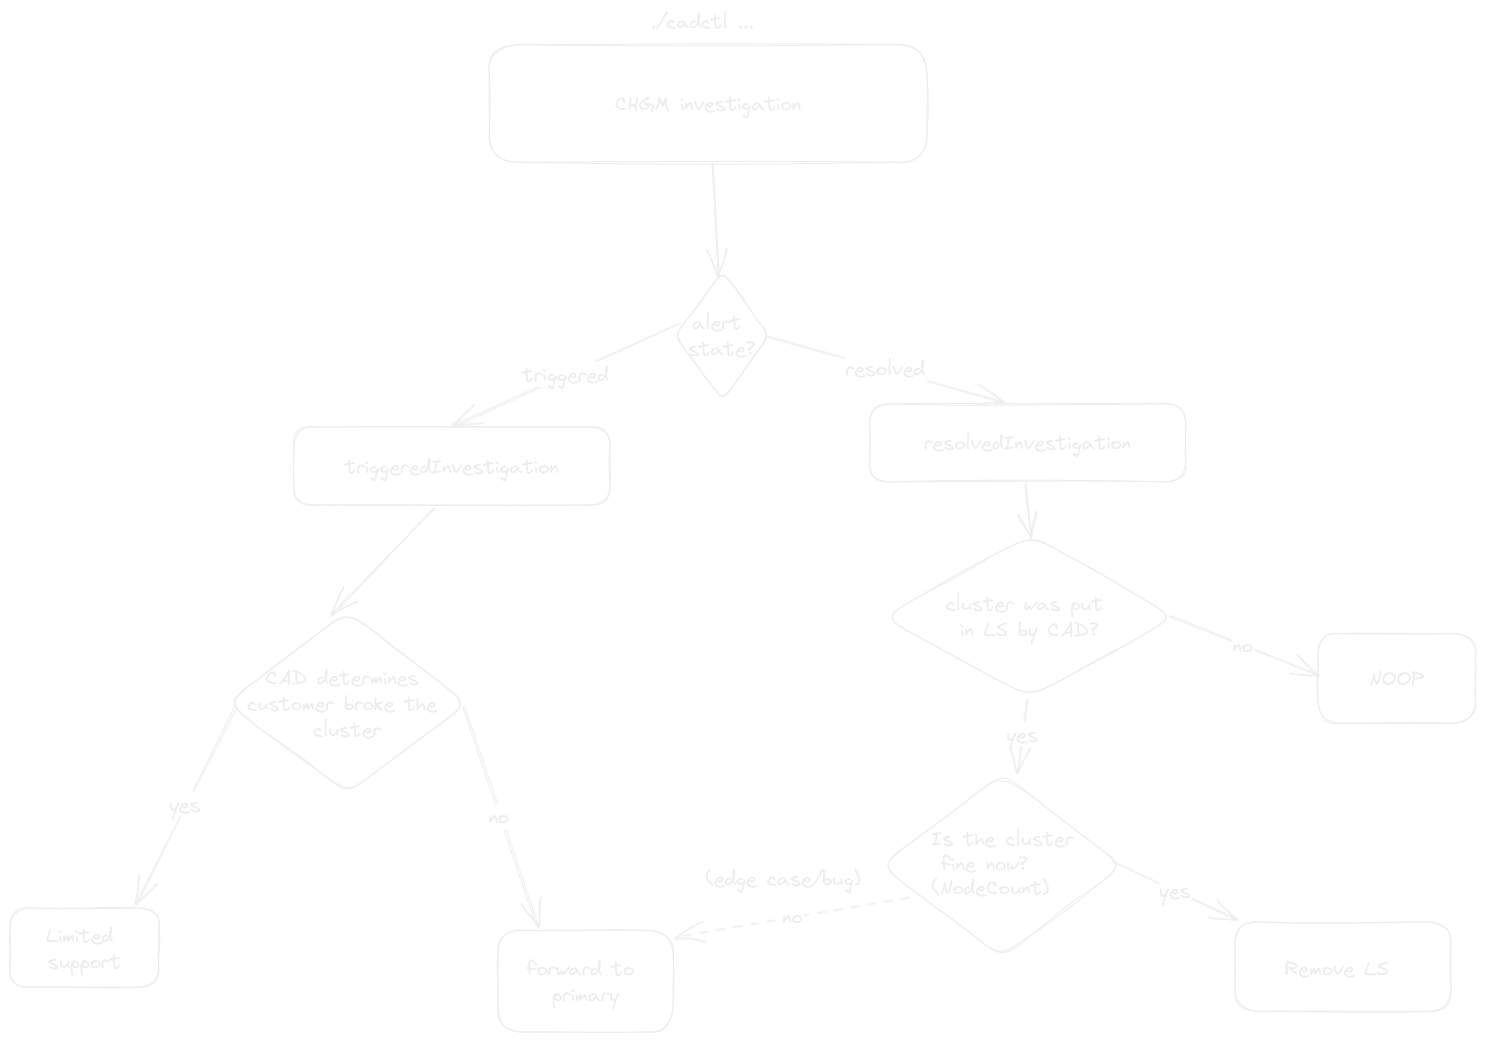 ./cadctl ...
CHGM investigation
alert
state?
triggered
resolved
triggeredInvestigation
resolvedInvestigation
cluster was put
in LS by CAD?
no
NOOP
CAD determines
customer broke the
cluster
yes
yes
no
Is the cluster
fine now?
(NodeCount)
(edge case/bug)
no
yes
Limited
support
forward to
primary
Remove LS